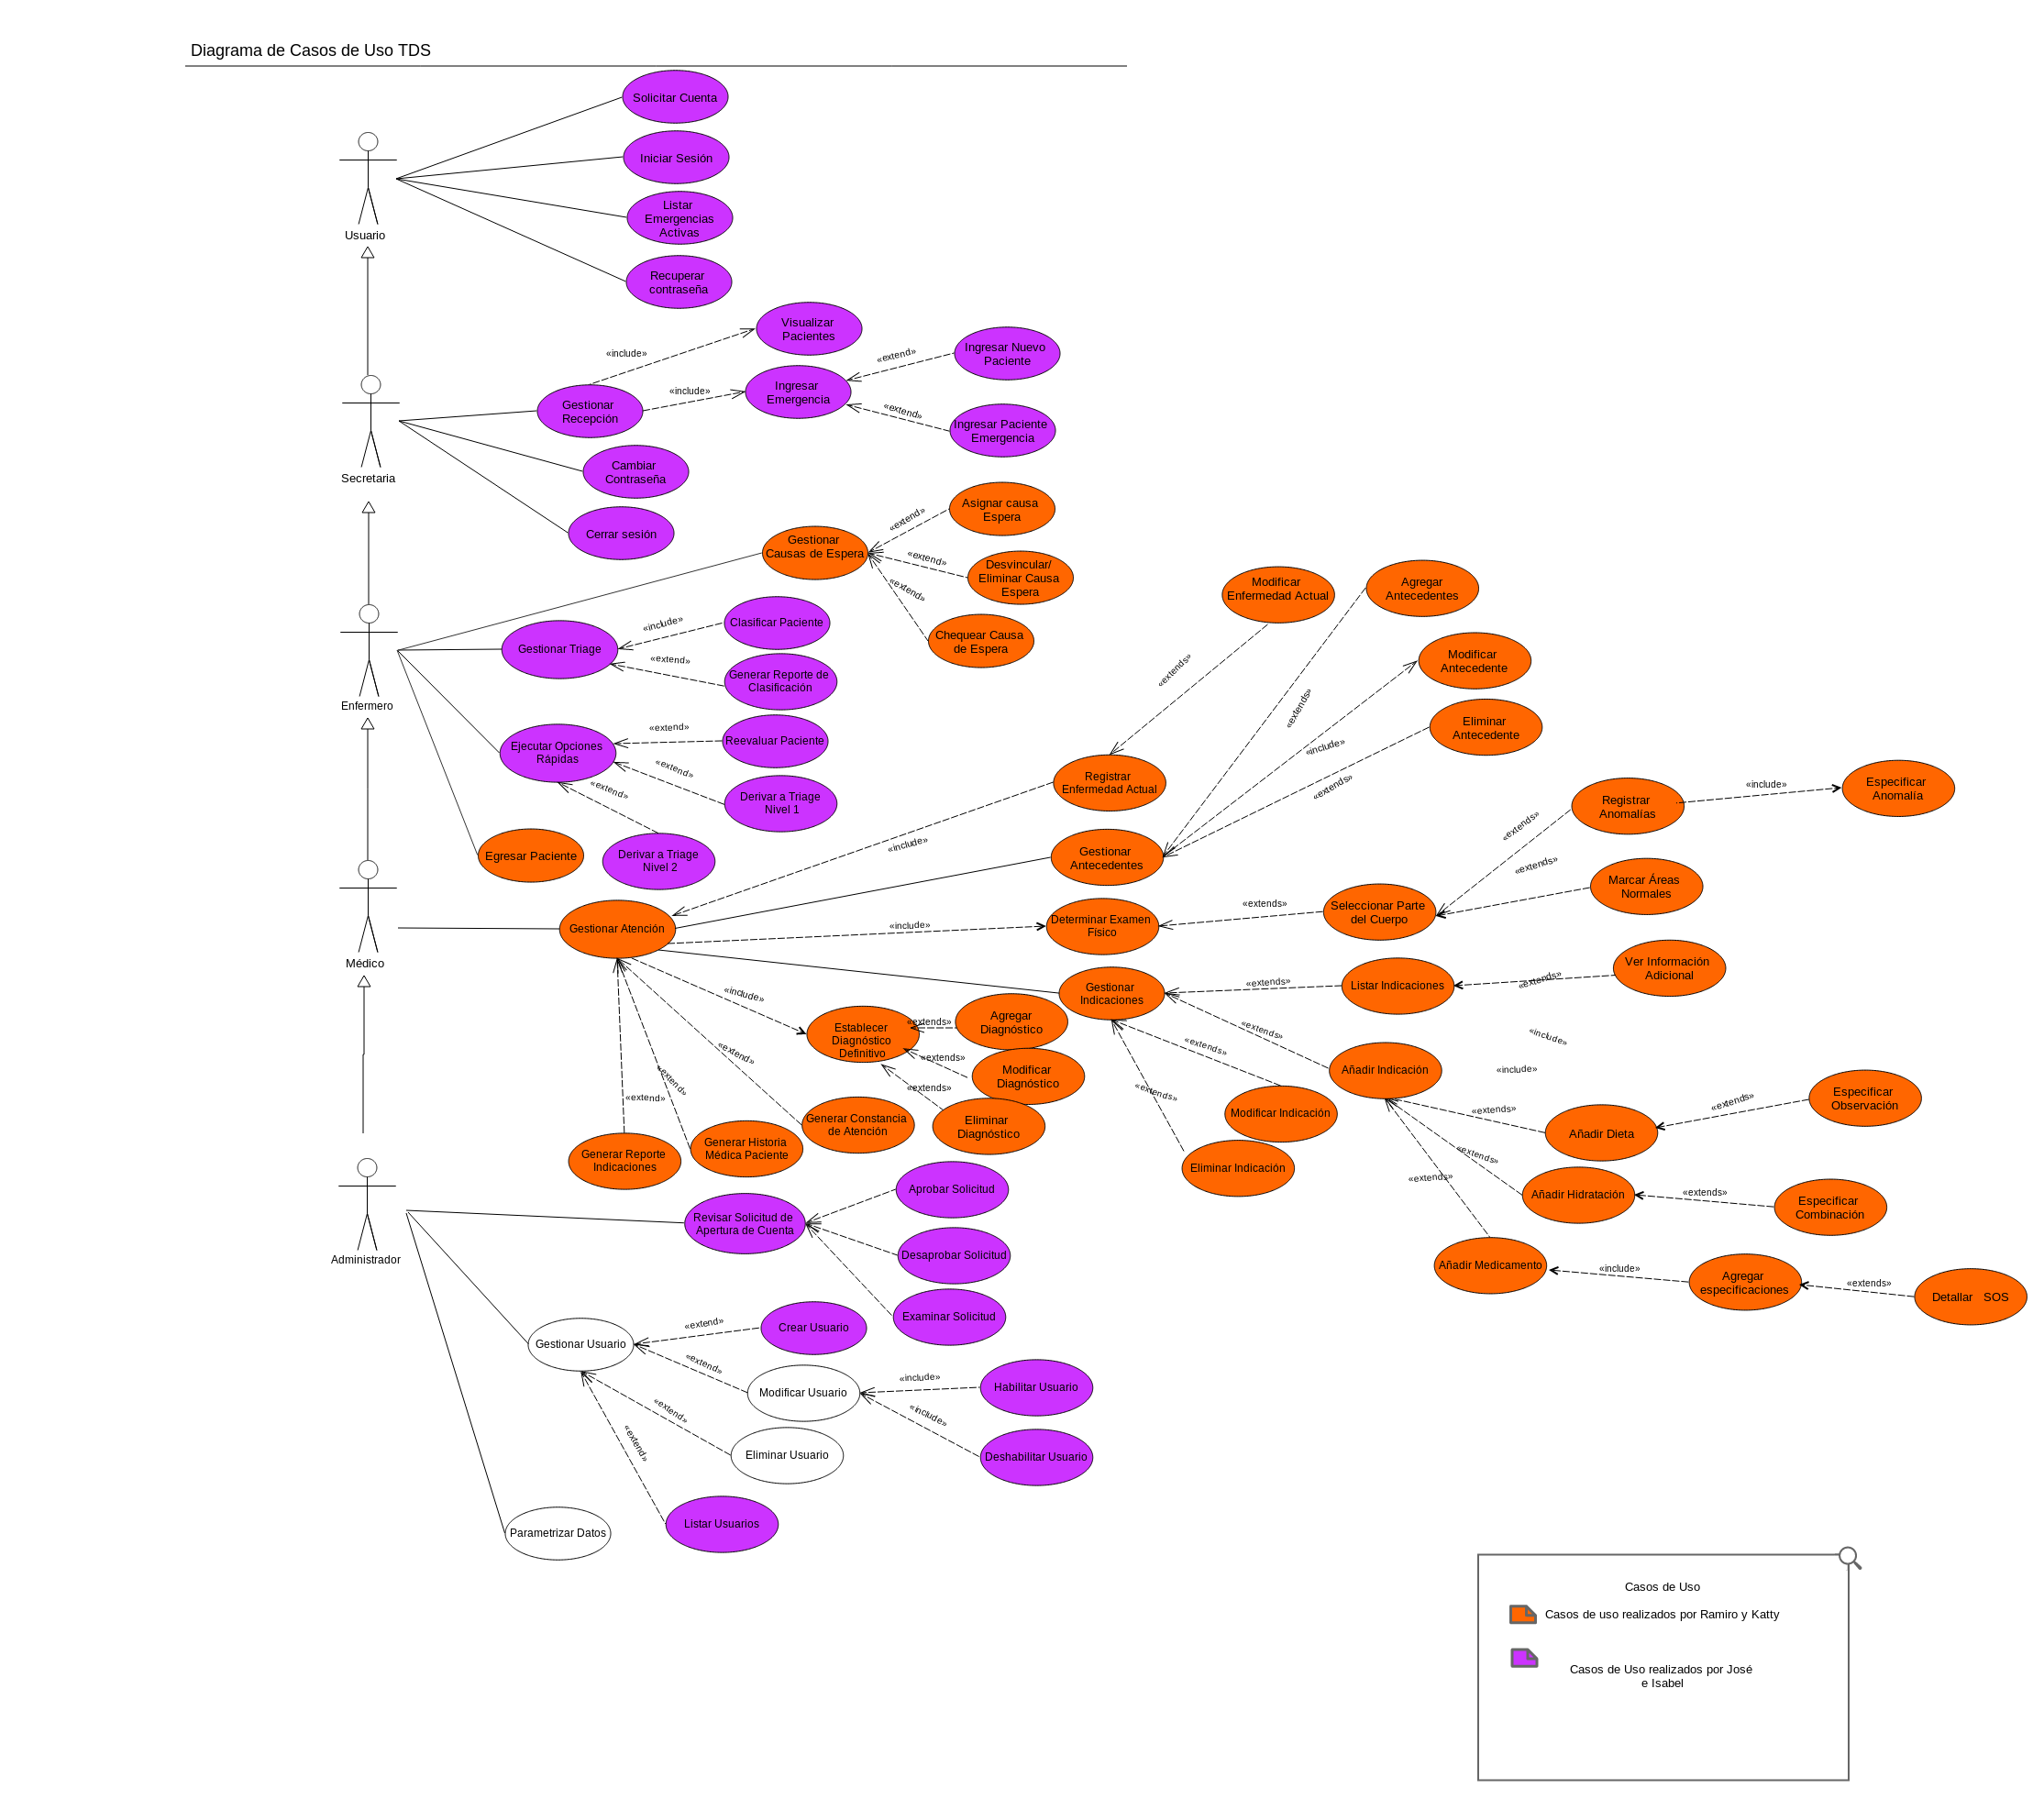 Diagrama de Casos de Uso TDS
Solicitar Cuenta
Iniciar Sesión
Listar
Emergencias
Activas
Usuario
Recuperar
contraseña
Visualizar
Pacientes
«include»
«extend»
Ingresar Nuevo
Paciente
Ingresar
Emergencia
«include»
Gestionar
Recepción
«extend»
Ingresar Paciente
Emergencia
Secretaria
Cambiar
Contraseña
Cerrar sesión
Asignar causa
Espera
«extend»
Gestionar
Causas de Espera
«extend»
Desvincular/
Eliminar Causa
Espera
«extend»
Chequear Causa
de Espera
Modificar
Enfermedad Actual
Agregar
Antecedentes
Clasificar Paciente
«include»
Gestionar Triage
«extend»
Generar Reporte de
Clasificación
Modificar
Antecedente
«extends»
«extends»
Enfermero
Eliminar
Antecedente
«include»
Ejecutar Opciones
Rápidas
«extend»
Reevaluar Paciente
«extend»
«extend»
Derivar a Triage
Nivel 1
Registrar
Enfermedad Actual
«extends»
Especificar
Anomalía
«include»
Registrar
Anomalías
«extends»
Egresar Paciente
Derivar a Triage
Nivel 2
«include»
Gestionar
Antecedentes
«extends»
Marcar Áreas
Normales
Gestionar Atención
«include»
Determinar Examen
Físico
«extends»
Seleccionar Parte
del Cuerpo
Médico
Ver Información
Adicional
Gestionar
Indicaciones
«extends»
Listar Indicaciones
«extends»
«include»
Establecer
Diagnóstico
Definitivo
«extends»
Agregar
Diagnóstico
«extends»
«extends»
«include»
«extend»
«extends»
Modificar
Diagnóstico
Añadir Indicación
«include»
«extend»
«extends»
«extends»
Modificar Indicación
«extends»
«extends»
Especificar
Observación
«extend»
Generar Constancia
de Atención
Eliminar
Diagnóstico
Añadir Dieta
Generar Reporte
Indicaciones
Generar Historia
Médica Paciente
Eliminar Indicación
«extends»
«extends»
Añadir Hidratación
«extends»
Especificar
Combinación
Aprobar Solicitud
Revisar Solicitud de
Apertura de Cuenta
Desaprobar Solicitud
Administrador
Añadir Medicamento
«include»
Agregar
especificaciones
«extends»
Detallar   SOS
Examinar Solicitud
Gestionar Usuario
«extend»
Crear Usuario
«extend»
Modificar Usuario
«include»
Habilitar Usuario
«include»
«extend»
«extend»
Eliminar Usuario
Deshabilitar Usuario
Listar Usuarios
Parametrizar Datos
Casos de Uso
Casos de uso realizados por Ramiro y Katty
Casos de Uso realizados por José
e Isabel